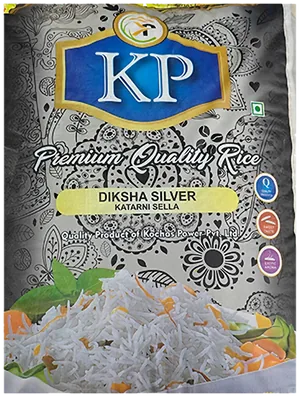 KP
Premium Quality Rice
DIKSHA SILVER
KATARNI SELLA
Quality Product of (Kochas Power Pvt. Ltd.)
Q